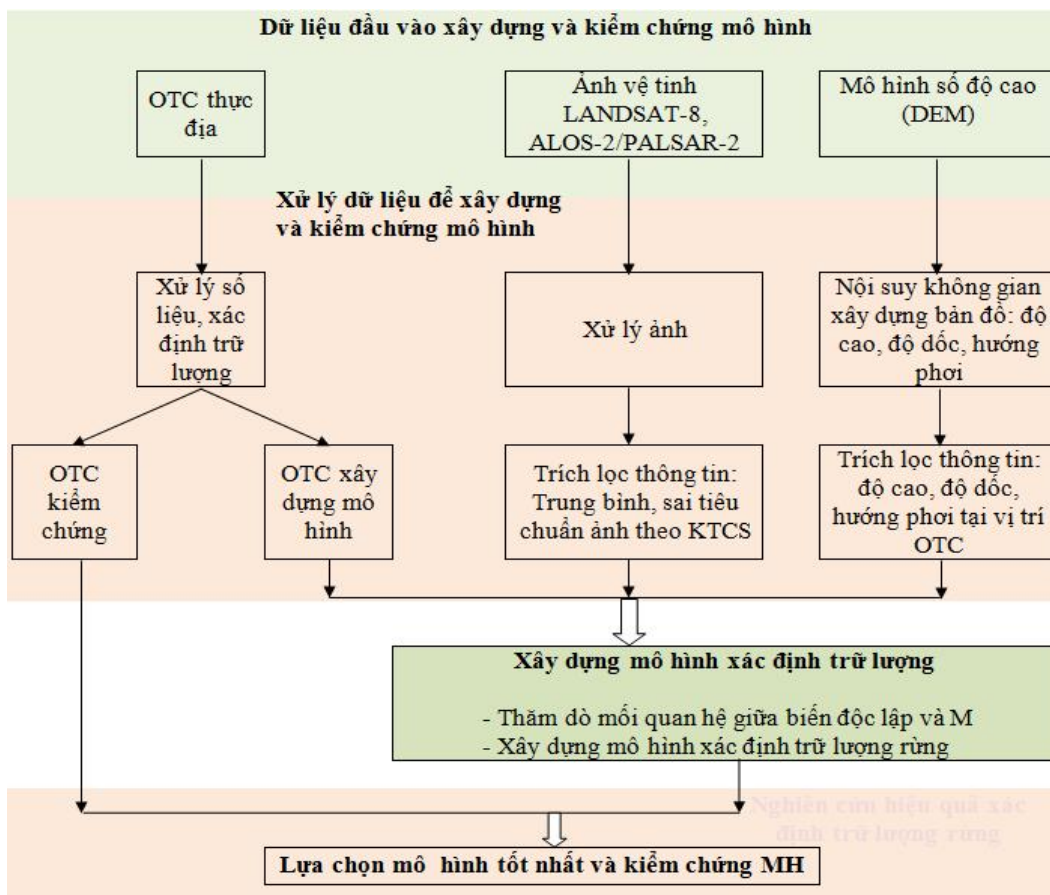 Dữ liệu đầu vào xây dựng và kiểm chứng mô hình
OTC thực
địa
Ảnh vệ tinh
LANDSAT-8,
ALOS-2/PALSAR-2
Mô hình số độ cao
(DEM)
Xử lý dữ liệu để xây dựng
và kiểm chứng mô hình
Xử lý số
liệu, xác
định trữ
lượng
Xử lý ảnh
Nội suy không gian
xây dựng bản đồ: độ
cao, độ dốc, hướng
phơi
OTC
kiểm
chứng
OTC xây
dựng mô
hình
Trích lọc thông tin:
Trung bình, sai tiêu
chuẩn ảnh theo KTCS
Trích lọc thông tin:
độ cao, độ dốc,
hướng phơi tại vị trí
OTC
Xây dựng mô hình xác định trữ lượng
- Thăm dò mối quan hệ giữa biến độc lập và M
- Xây dựng mô hình xác định trữ lượng rừng
Nghiên cứu hiệu quả xác
định trữ lượng rừng
Lựa chọn mô hình tốt nhất và kiểm chứng MH